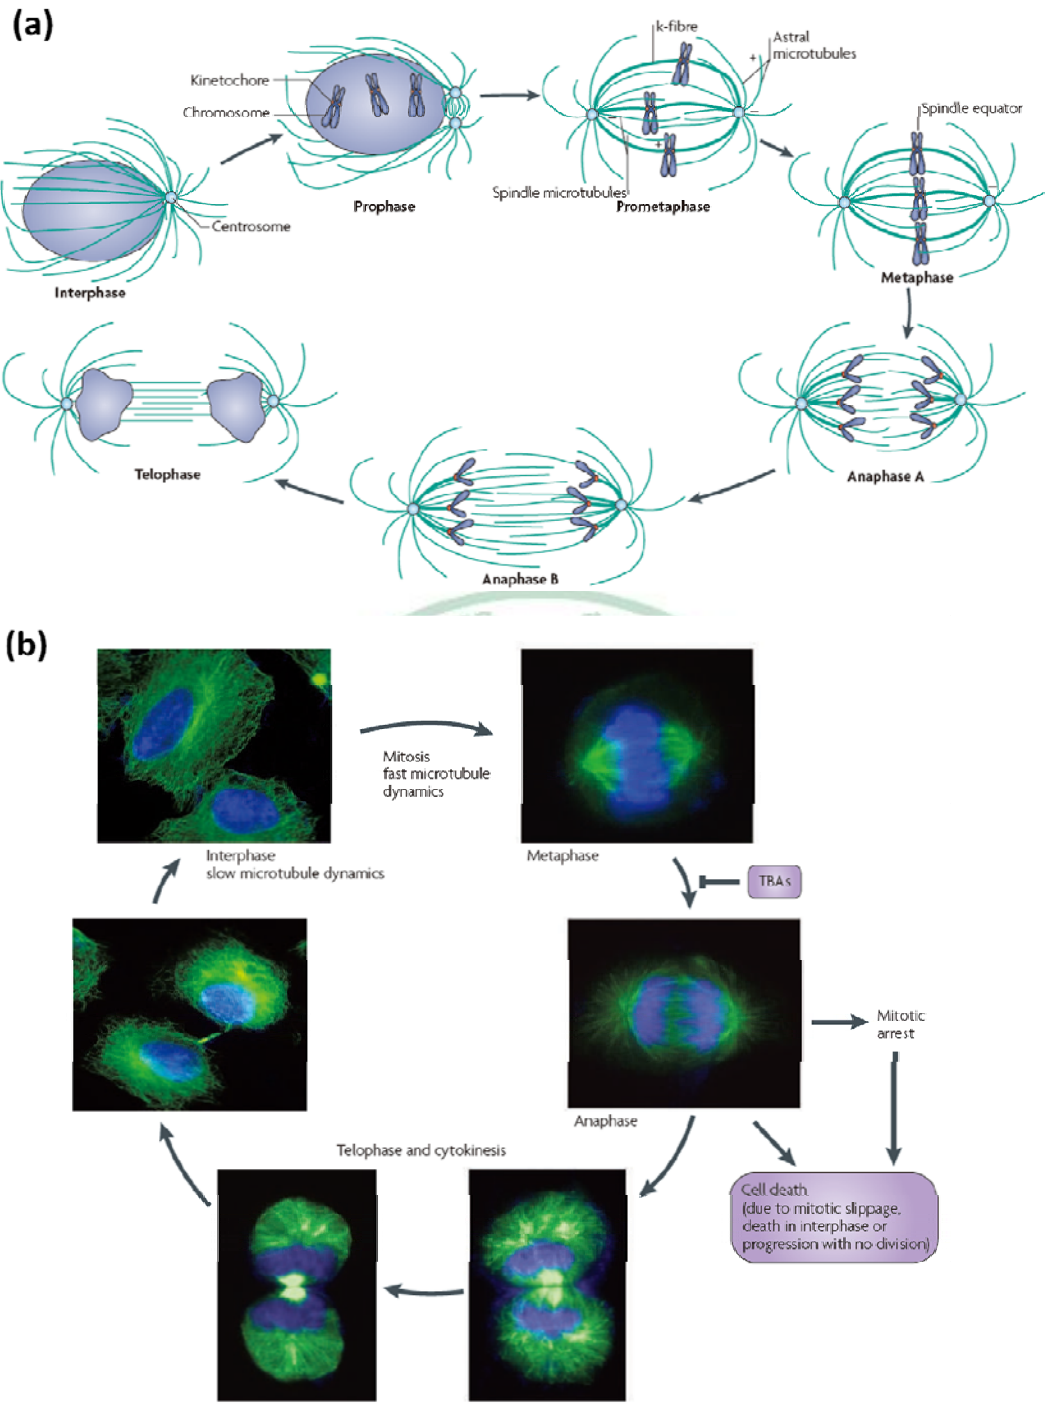 (a)
k-fibre
Astral
microtubules
Kinetochore
Chromosome
+
Spindle equator
+
Spindle microtubules
Prophase
Prometaphase
Centrosome
Metaphase
Interphase
Telophase
Anaphase A
Anaphase B
(b)
Mitosis
fast microtubule
dynamics
Interphase
slow microtubule dynamics
Metaphase
TBAs
Mitotic
arrest
Anaphase
Telophase and cytokinesis
Cell death
(due to mitotic slippage,
death in interphase or
progression with no division)